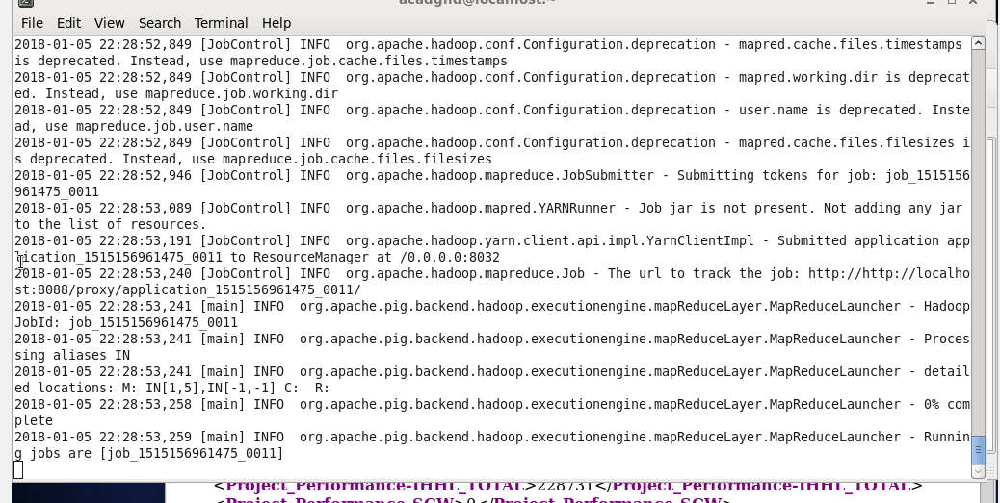 acadgild@localhost:~
File Edit View Search Terminal Help
2018-01-05 22:28:52,849 [JobControl] INFO  org.apache.hadoop.conf.Configuration.deprecation - mapred.cache.files.timestamps
is deprecated. Instead, use mapreduce.job.cache.files.timestamps
2018-01-05 22:28:52,849 [JobControl] INFO  org.apache.hadoop.conf.Configuration.deprecation - mapred.working.dir is deprecat
ed. Instead, use mapreduce.job.working.dir
2018-01-05 22:28:52,849 [JobControl] INFO  org.apache.hadoop.conf.Configuration.deprecation - user.name is deprecated. Inste
ad, use mapreduce.job.user.name
2018-01-05 22:28:52,849 [JobControl] INFO  org.apache.hadoop.conf.Configuration.deprecation - mapred.cache.files.filesizes i
s deprecated. Instead, use mapreduce.job.cache.files.filesizes
2018-01-05 22:28:52,946 [JobControl] INFO  org.apache.hadoop.mapreduce.JobSubmitter - Submitting tokens for job: job_1515156
961475_0011
2018-01-05 22:28:53,089 [JobControl] INFO  org.apache.hadoop.mapred.YARNRunner - Job jar is not present. Not adding any jar
to the list of resources.
2018-01-05 22:28:53,191 [JobControl] INFO  org.apache.hadoop.yarn.client.api.impl.YarnClientImpl - Submitted application app
lication_1515156961475_0011 to ResourceManager at /0.0.0.0:8032
2018-01-05 22:28:53,240 [JobControl] INFO  org.apache.hadoop.mapreduce.Job - The url to track the job: http://http://localho
st:8088/proxy/application_1515156961475_0011/
2018-01-05 22:28:53,241 [main] INFO  org.apache.pig.backend.hadoop.executionengine.mapReduceLayer.MapReduceLauncher - Hadoop
JobId: job_1515156961475_0011
2018-01-05 22:28:53,241 [main] INFO  org.apache.pig.backend.hadoop.executionengine.mapReduceLayer.MapReduceLauncher - Proces
sing aliases IN
2018-01-05 22:28:53,241 [main] INFO  org.apache.pig.backend.hadoop.executionengine.mapReduceLayer.MapReduceLauncher - detail
ed locations: M: IN[1,5],IN[-1,-1] C:  R:
2018-01-05 22:28:53,258 [main] INFO  org.apache.pig.backend.hadoop.executionengine.mapReduceLayer.MapReduceLauncher - 0% com
plete
2018-01-05 22:28:53,259 [main] INFO  org.apache.pig.backend.hadoop.executionengine.mapReduceLayer.MapReduceLauncher - Runnin
g jobs are [job_1515156961475_0011]
<Project_Performance-IHHL_TOTAL>228731</Project_Performance-IHHL_TOTAL>
<Project_Performance-SCW>0</Project_Performance-SCW>